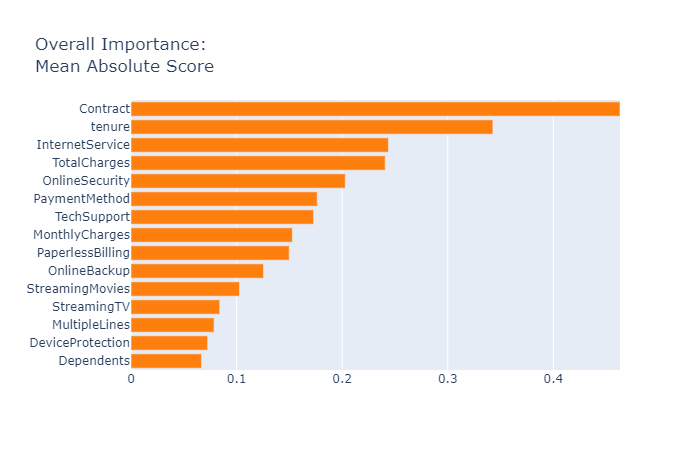 Overall Importance:
Mean Absolute Score
Contract
tenure
InternetService
TotalCharges
OnlineSecurity
PaymentMethod
TechSupport
MonthlyCharges
PaperlessBilling
OnlineBackup
StreamingMovies
StreamingTV
MultipleLines
DeviceProtection
Dependents
0 0.1 0.2 0.3 0.4